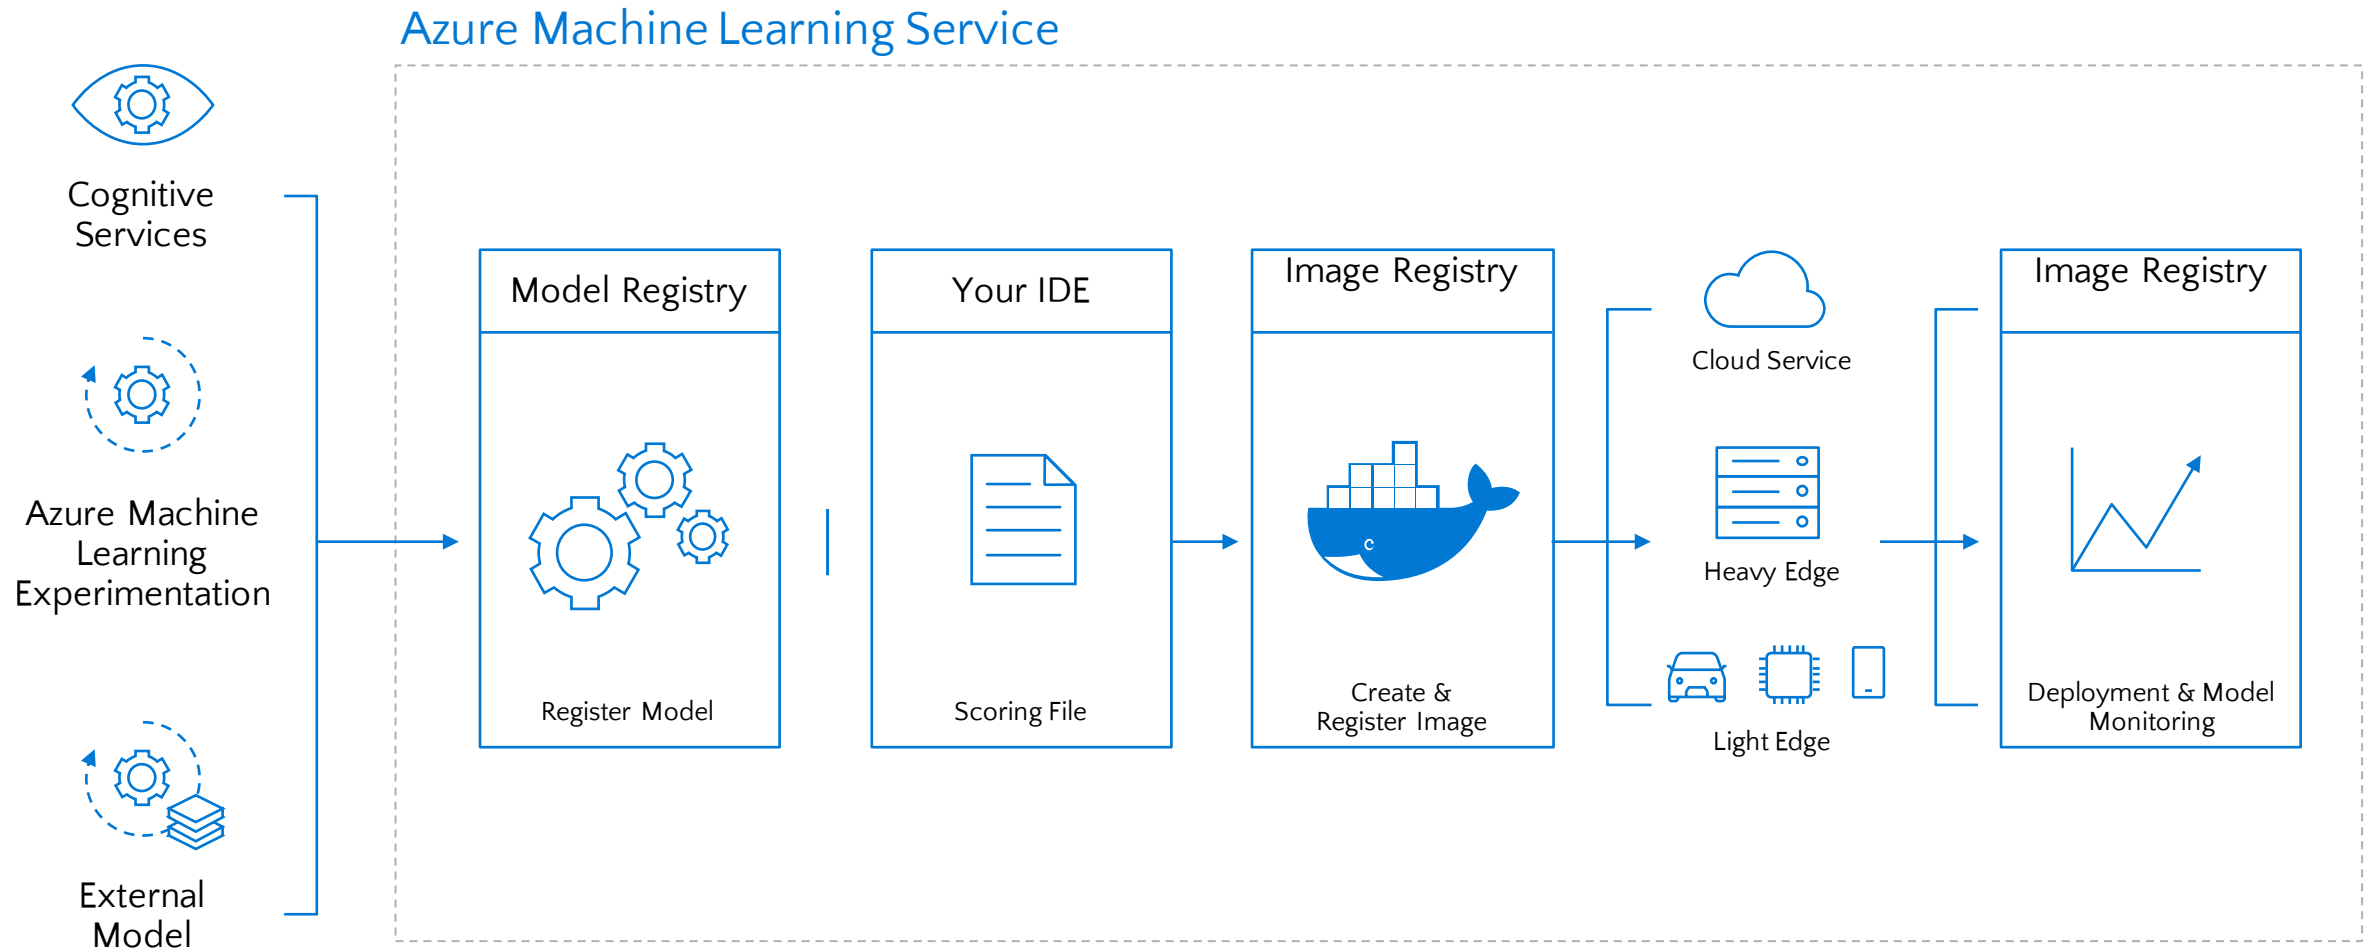 Azure Machine Learning Service
Cognitive
Services
Azure Machine
Learning
Experimentation
External
Model
Model Registry
Register Model
Your IDE
Scoring File
Image Registry
Create &
Register Image
Cloud Service
Heavy Edge
Light Edge
Image Registry
Deployment & Model
Monitoring